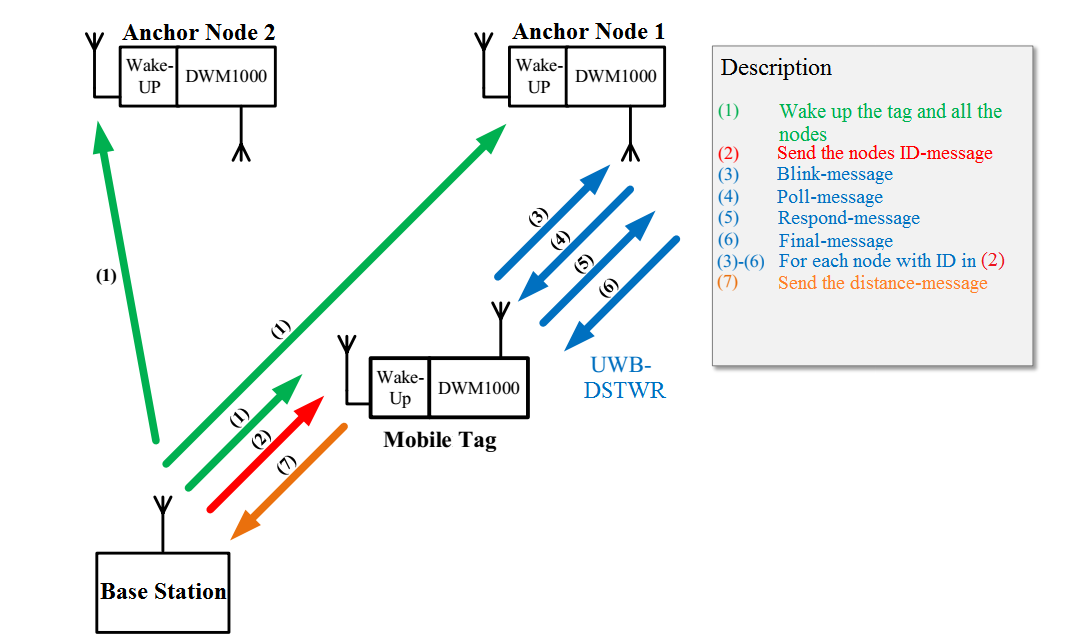 Anchor Node 2
Wake-
UP
DWM1000
Anchor Node 1
Wake-
UP
DWM1000
Description
(1) Wake up the tag and all the
nodes
(2) Send the nodes ID-message
(3) Blink-message
(4) Poll-message
(5) Respond-message
(6) Final-message
(3)-(6) For each node with ID in (2)
(7) Send the distance-message
(3)
(4)
(5)
(6)
(1)
(1)
UWB-
DSTWR
Wake-
Up
DWM1000
Mobile Tag
(1)
(2)
(7)
Base Station